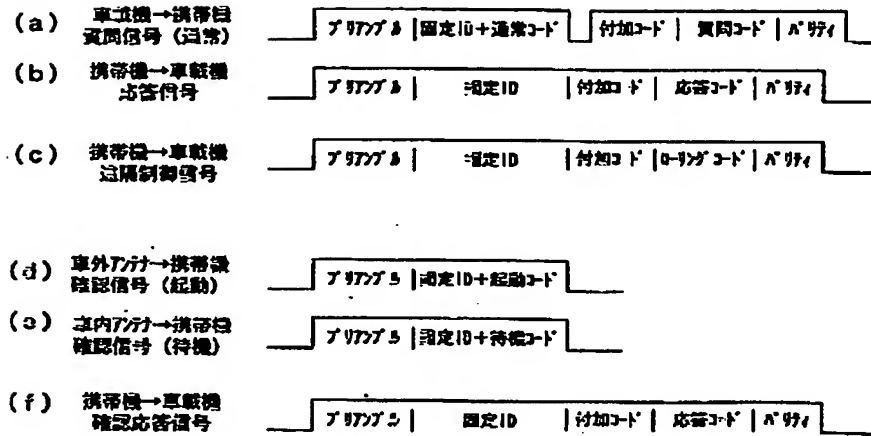 (a) 車載機→携帯機
質問信号 (通常)
プリアンブル |固定ID+通常コード 付加コード | 質問コード | パリティ
(b) 携帯機→車載機
応答信号
プリアンブル | 固定ID |付加コード | 応答コード | パリティ
(c) 携帯機→車載機
遠隔制御信号
プリアンブル | 固定ID |付加コード |ローリングコード | パリティ
(d) 車外アンテナ→携帯機
確認信号 (起動)
プリアンブル |固定ID+起動コード
(e) 車内アンテナ→携帯機
確認信号 (待機)
プリアンブル |固定ID+待機コード
(f) 携帯機→車載機
確認応答信号
プリアンブル | 固定ID |付加コード | 応答コード | パリティ